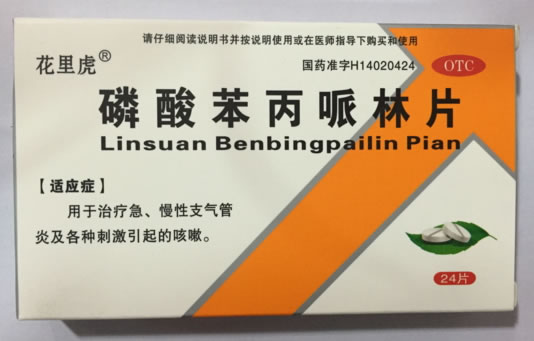 请仔细阅读说明书并按说明使用或在医师指导下购买和使用
花里虎®
国药准字H14020424
OTC
磷酸苯丙哌林片
Linsuan Benbingpailin Pian
【适应症】
用于治疗急、慢性支气管
炎及各种刺激引起的咳嗽。
24片